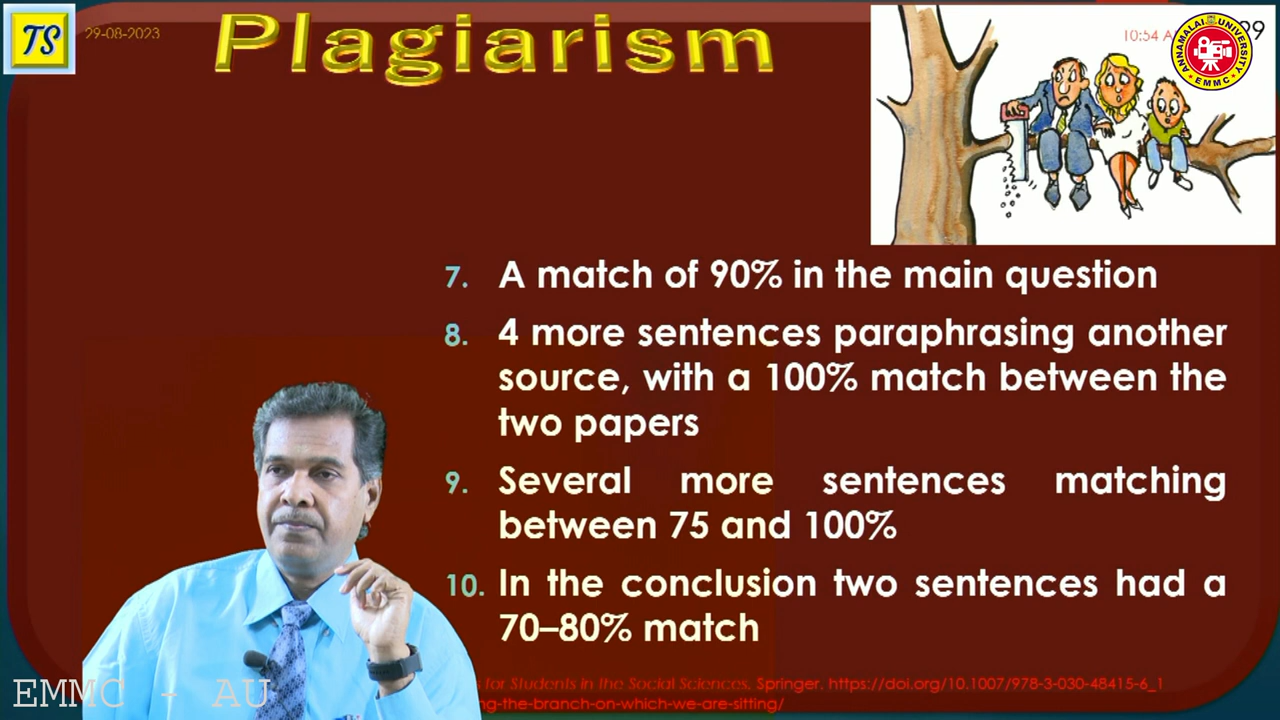 TS
29-08-2023
Plagiarism
10:54 A
99
ANNAMALAI UNIVERSITY
EMMC
7. A match of 90% in the main question
8. 4 more sentences paraphrasing another
source, with a 100% match between the
two papers
9. Several more sentences matching
between 75 and 100%
10. In the conclusion two sentences had a
70–80% match
for Students in the Social Sciences. Springer. https://doi.org/10.1007/978-3-030-48415-6_1
ng-the-branch-on-which-we-are-sitting/
EMMC - AU